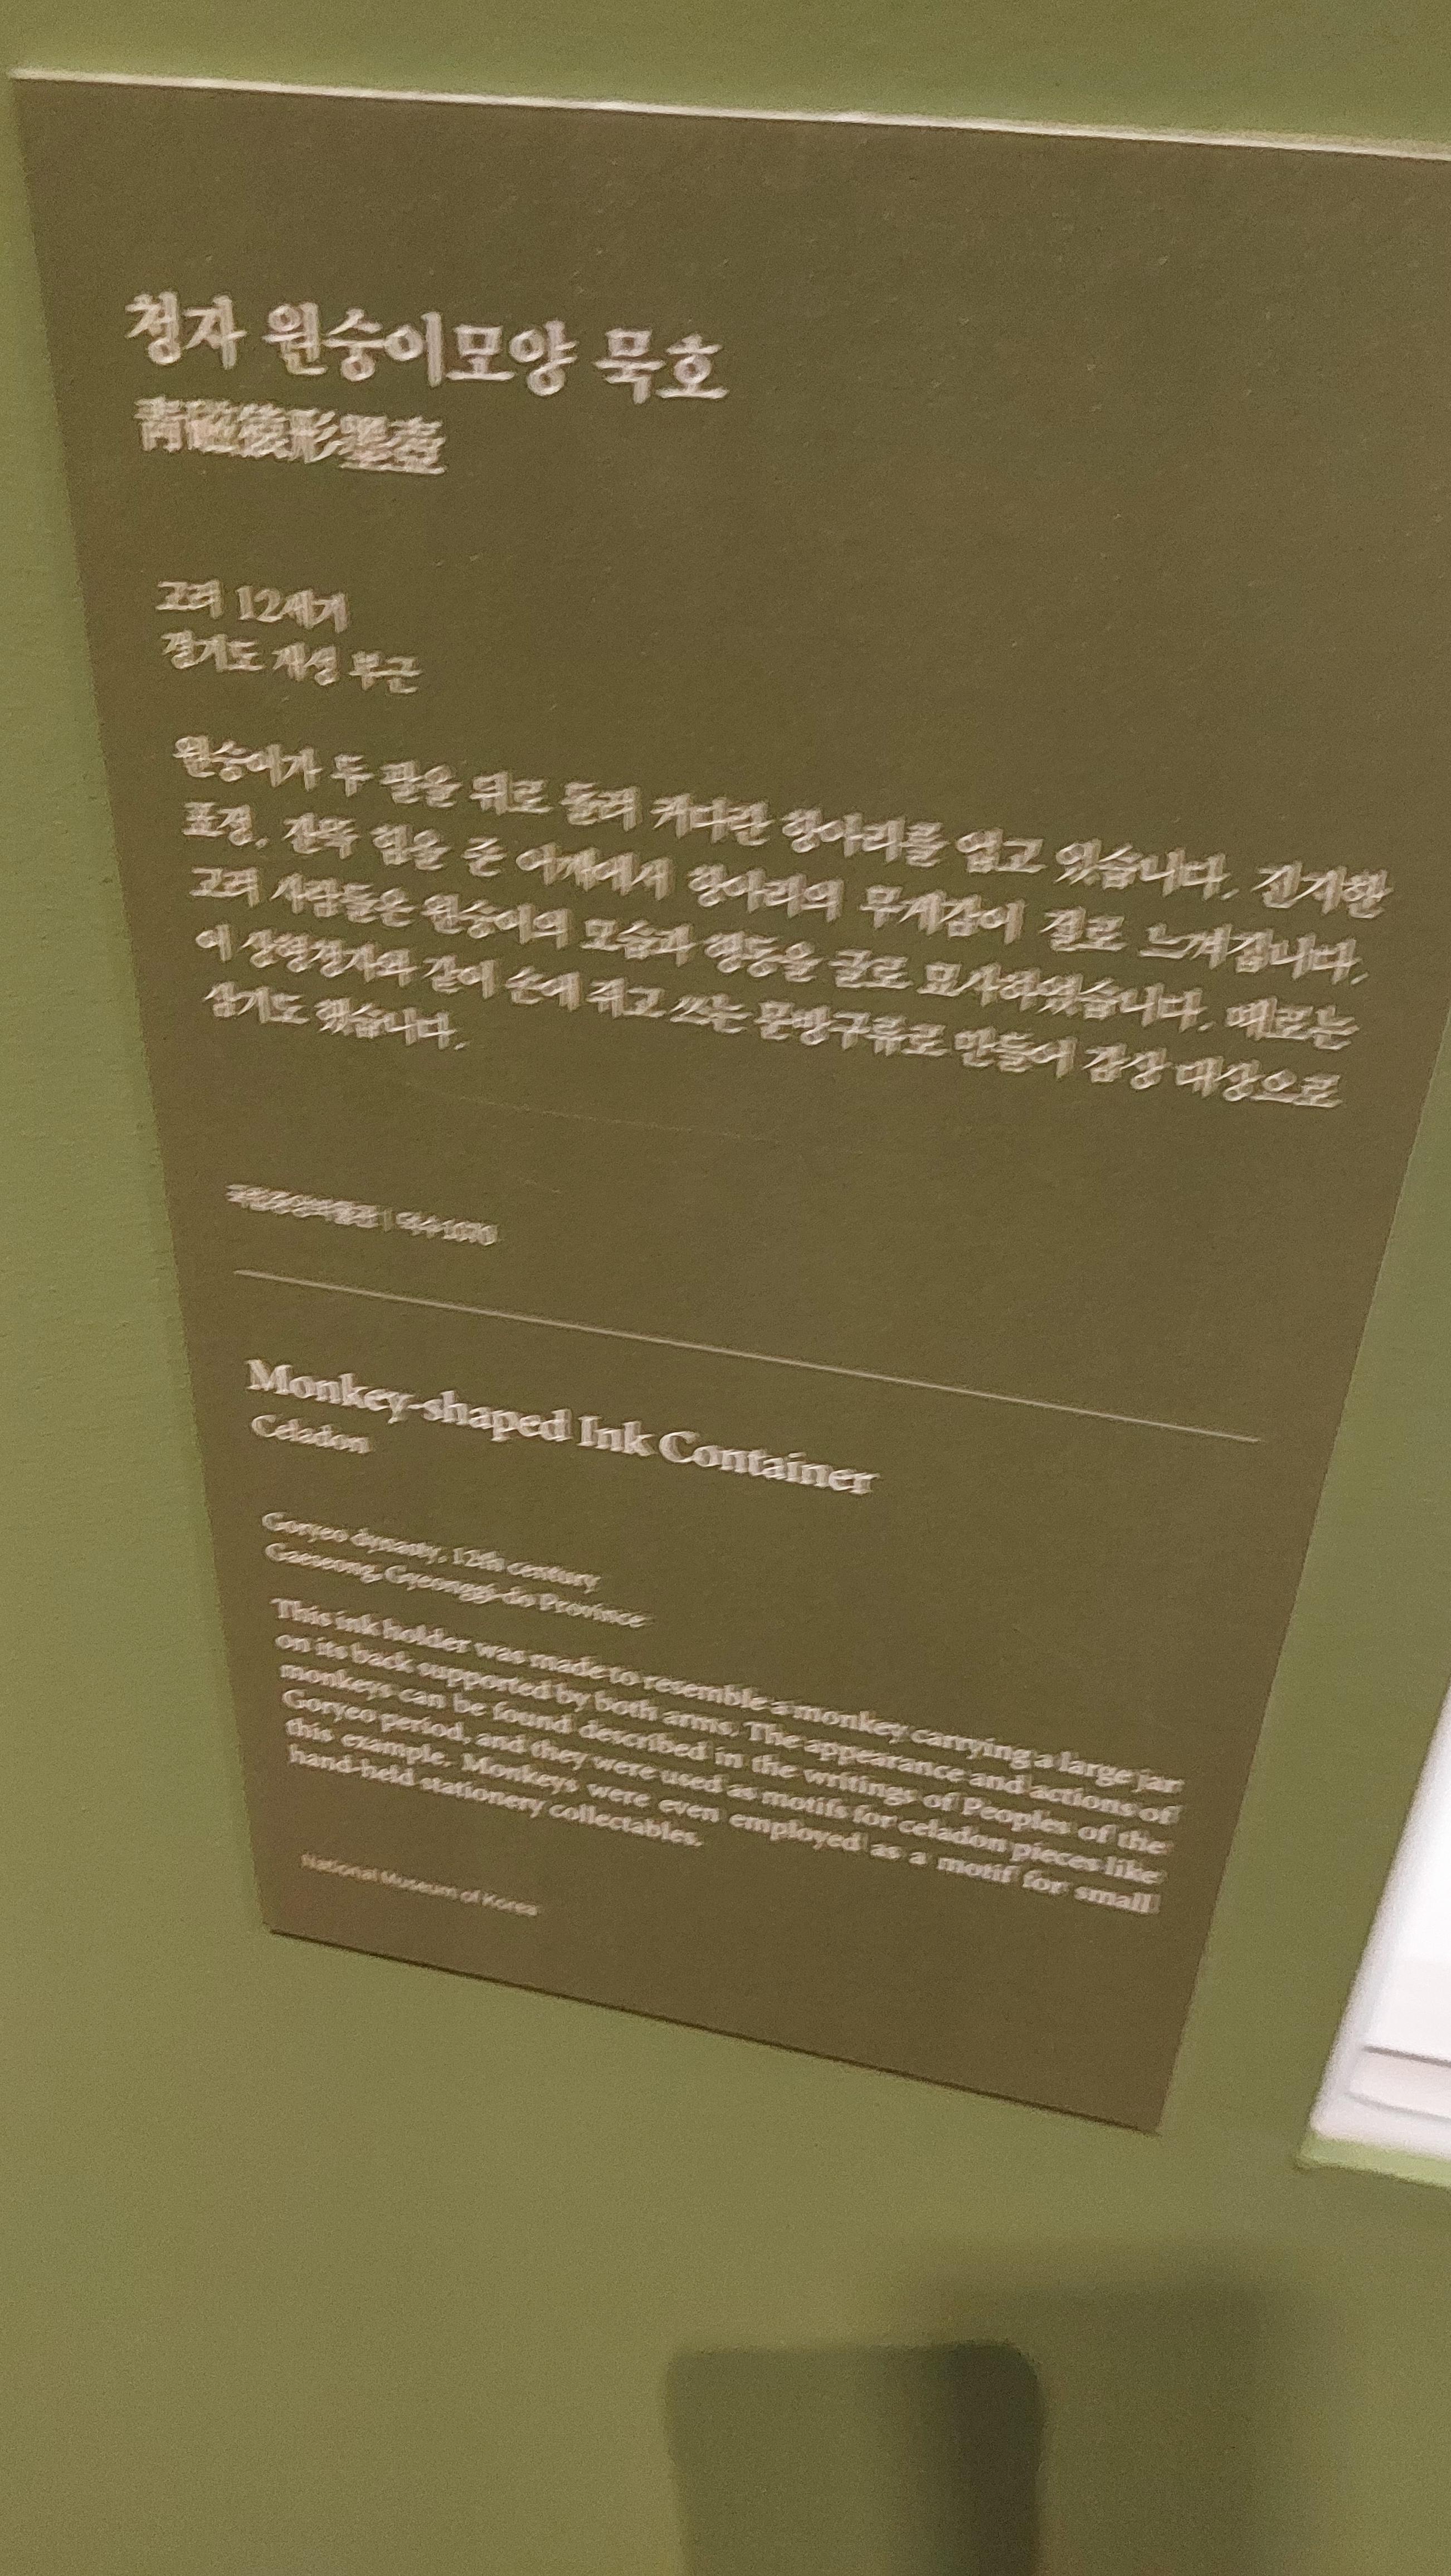 청자 원숭이모양 묵호
靑磁猿形墨壺
고려 12세기
경기도 개성 부근
원숭이가 두 팔을 뒤로 돌려 커다란 항아리를 업고 있습니다. 진지한
표정, 잔뜩 힘을 준 어깨에서 항아리의 무게감이 절로 느껴집니다.
고려 사람들은 원숭이의 모습과 행동을 글로 묘사하였습니다. 때로는
이 상형청자와 같이 손에 쥐고 쓰는 문방구류로 만들어 감상 대상으로
삼기도 했습니다.
국립중앙박물관 |
Monkey-shaped Ink Container
Celadon
Goryeo dynasty, 12th century
Gaeseong, Gyeonggi-do Province
This ink holder was made to resemble a monkey carrying a large jar
on its back supported by both arms. The appearance and actions of
monkeys can be found described in the writings of Peoples of the
Goryeo period, and they were used as motifs for celadon pieces like
this example. Monkeys were even employed as a motif for small
hand-held stationery collectables.
National Museum of Korea